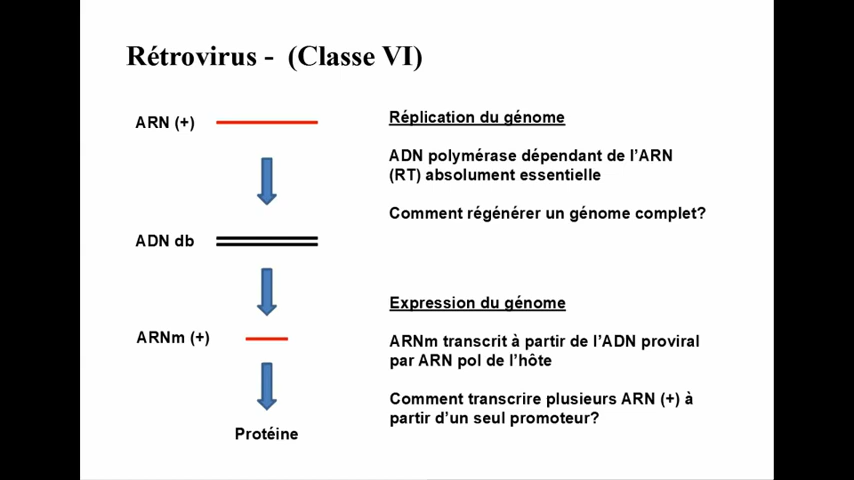 Rétrovirus - (Classe VI)
ARN (+)
Réplication du génome
ADN polymérase dépendant de l'ARN
(RT) absolument essentielle
Comment régénérer un génome complet?
ADN db
Expression du génome
ARNm (+)
ARNm transcrit à partir de l'ADN proviral
par ARN pol de l'hôte
Comment transcrire plusieurs ARN (+) à
partir d'un seul promoteur?
Protéine